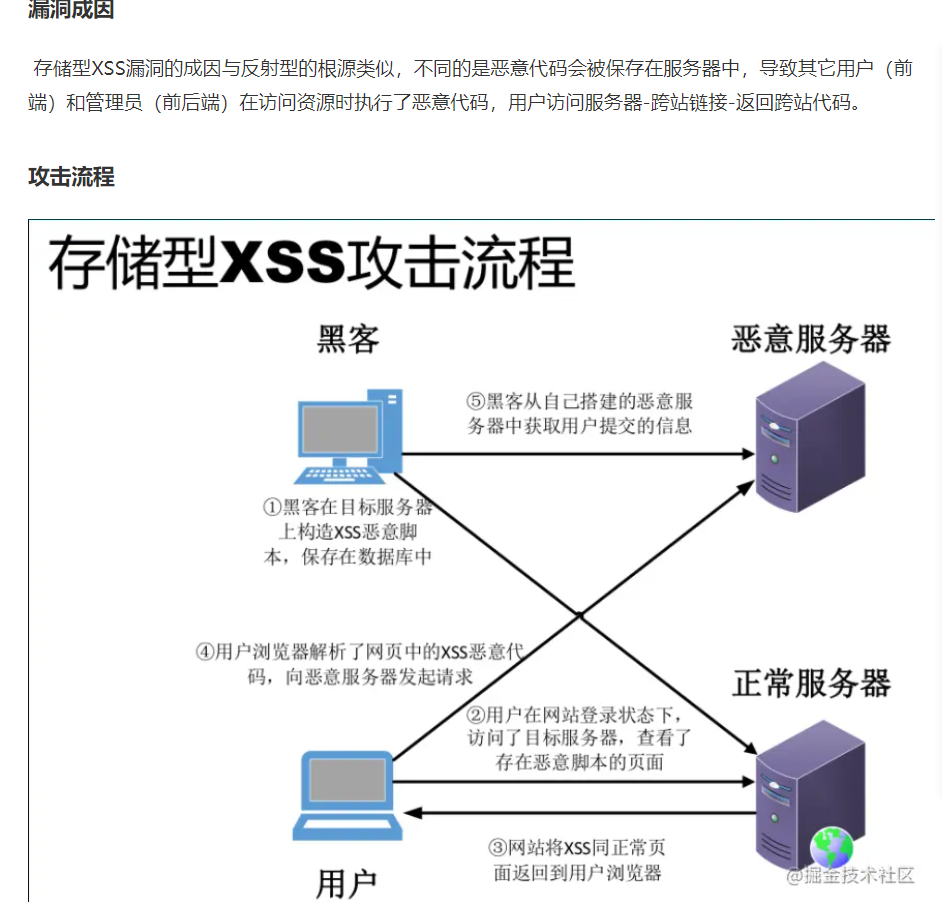 漏洞成因
存储型XSS漏洞的成因与反射型的根源类似，不同的是恶意代码会被保存在服务器中，导致其它用户（前
端）和管理员（前后端）在访问资源时执行了恶意代码，用户访问服务器-跨站链接-返回跨站代码。
攻击流程
存储型XSS攻击流程
黑客
恶意服务器
⑤黑客从自己搭建的恶意服
务器中获取用户提交的信息
①黑客在目标服务器
上构造XSS恶意脚
本，保存在数据库中
④用户浏览器解析了网页中的XSS恶意代
码，向恶意服务器发起请求
正常服务器
②用户在网站登录状态下，
访问了目标服务器，查看了
存在恶意脚本的页面
③网站将XSS同正常页
面返回到用户浏览器
用户
@掘金技术社区